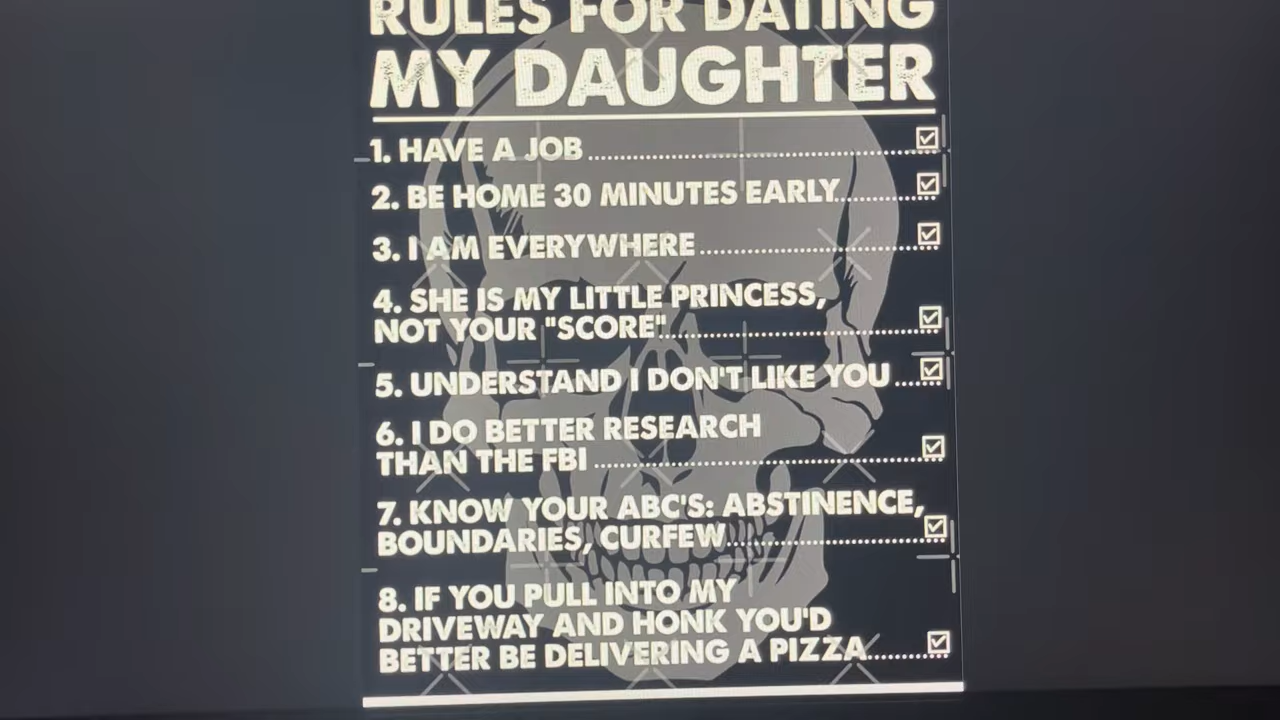 RULES FOR DATING
MY DAUGHTER
1. HAVE A JOB
2. BE HOME 30 MINUTES EARLY
3. I AM EVERYWHERE
4. SHE IS MY LITTLE PRINCESS,
NOT YOUR "SCORE"
5. UNDERSTAND I DON'T LIKE YOU
6. I DO BETTER RESEARCH
THAN THE FBI
7. KNOW YOUR ABC'S: ABSTINENCE,
BOUNDARIES, CURFEW
8. IF YOU PULL INTO MY
DRIVEWAY AND HONK YOU'D
BETTER BE DELIVERING A PIZZA